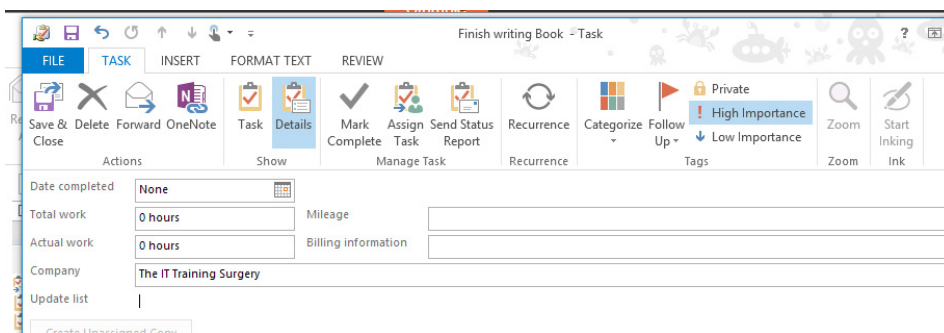 Finish writing Book - Task
?
FILE TASK INSERT FORMAT TEXT REVIEW
Save & Close
Delete
Forward
OneNote
Task
Details
Mark Complete
Assign Task
Send Status Report
Recurrence
Categorize
Follow Up
Private
High Importance
Low Importance
Zoom
Start Inking
Actions Show Manage Task Recurrence Tags Zoom Ink
Date completed None
Total work 0 hours Mileage
Actual work 0 hours Billing information
Company The IT Training Surgery
Update list
Create Unassigned Copy